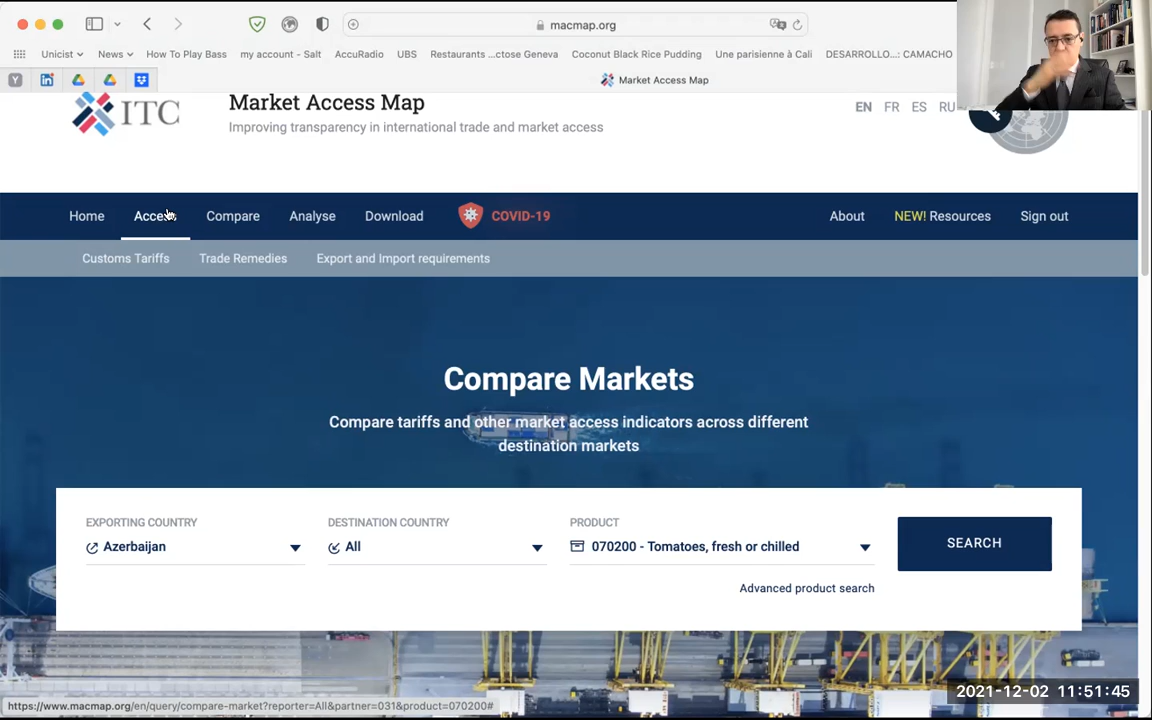 macmap.org
Unicist News How To Play Bass my account - Salt AccuRadio UBS Restaurants ...ctose Geneva Coconut Black Rice Pudding Une parisienne à Cali DESARROLLO...: CAMACHO
Market Access Map
ITC
Market Access Map
Improving transparency in international trade and market access
EN FR ES RU
Home Access Compare Analyse Download COVID-19 About NEW! Resources Sign out
Customs Tariffs Trade Remedies Export and Import requirements
Compare Markets
Compare tariffs and other market access indicators across different
destination markets
EXPORTING COUNTRY DESTINATION COUNTRY PRODUCT
Azerbaijan All 070200 - Tomatoes, fresh or chilled SEARCH
Advanced product search
https://www.macmap.org/en/query/compare-market?reporter=All&partner=031&product=070200#
2021-12-02 11:51:45